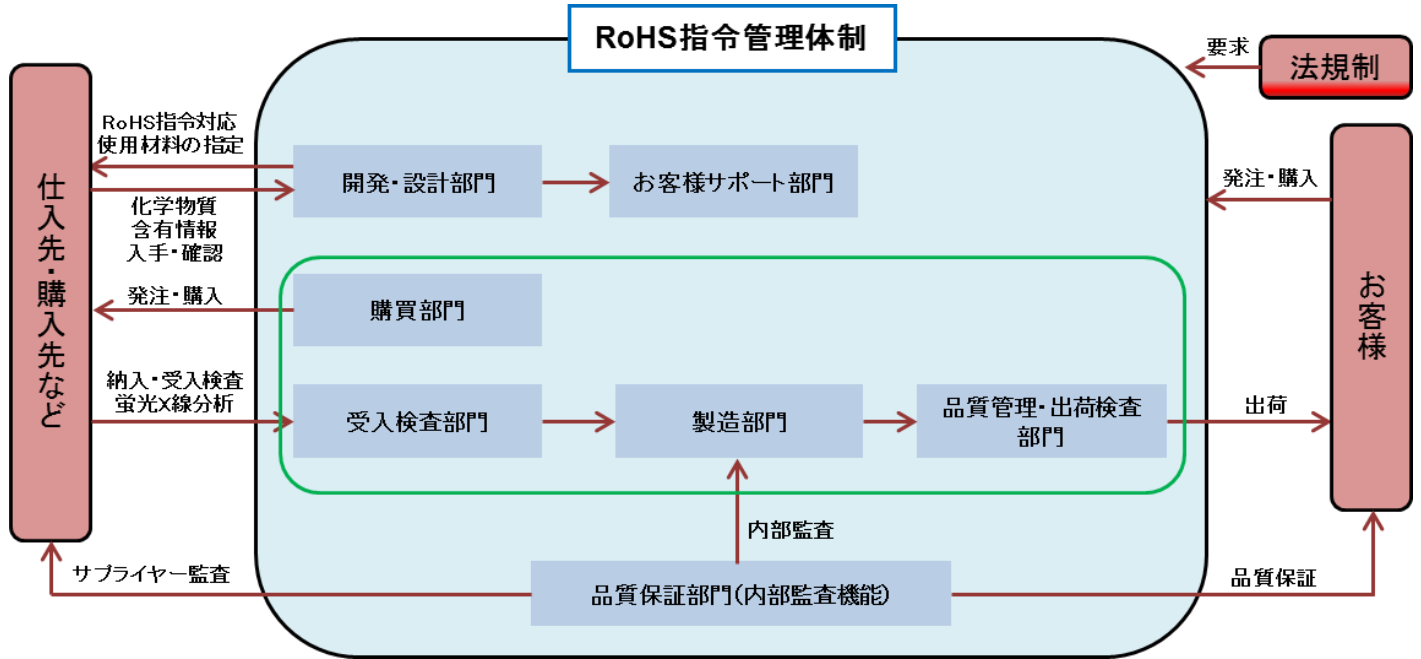 RoHS指令管理体制
要求
法規制
RoHS指令対応
使用材料の指定
開発・設計部門
お客様サポート部門
発注・購入
化学物質
含有情報
入手・確認
仕入先・購入先など
お客様
発注・購入
購買部門
納入・受入検査
蛍光X線分析
受入検査部門
製造部門
品質管理・出荷検査
部門
出荷
内部監査
サプライヤー監査
品質保証部門(内部監査機能)
品質保証